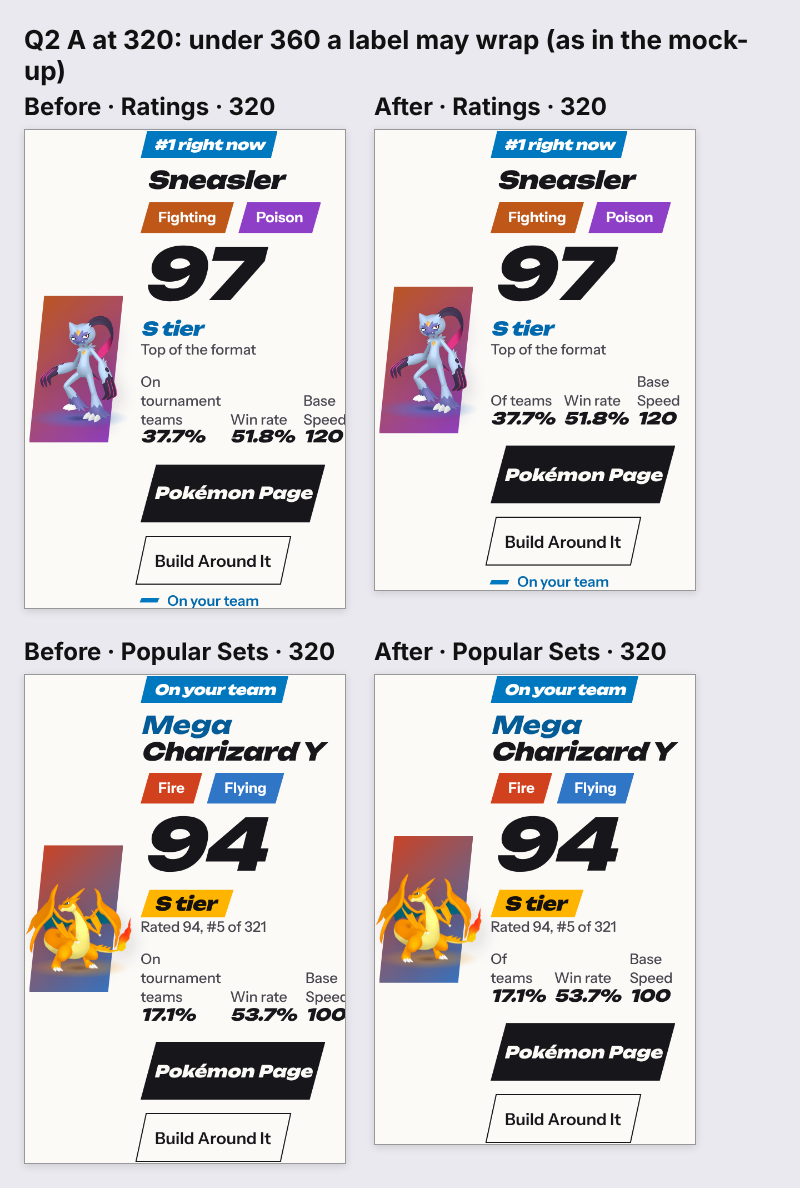 Q2 A at 320: under 360 a label may wrap (as in the mock-
up)
Before · Ratings · 320
#1 right now
Sneasler
Fighting
Poison
97
S tier
Top of the format
On
tournament
teams
37.7%
Win rate
51.8%
Base
Speed
120
Pokémon Page
Build Around It
On your team
After · Ratings · 320
#1 right now
Sneasler
Fighting
Poison
97
S tier
Top of the format
Of teams
37.7%
Win rate
51.8%
Base
Speed
120
Pokémon Page
Build Around It
On your team
Before · Popular Sets · 320
On your team
Mega
Charizard Y
Fire
Flying
94
S tier
Rated 94, #5 of 321
On
tournament
teams
17.1%
Win rate
53.7%
Base
Speed
100
Pokémon Page
Build Around It
After · Popular Sets · 320
On your team
Mega
Charizard Y
Fire
Flying
94
S tier
Rated 94, #5 of 321
Of
teams
17.1%
Win rate
53.7%
Base
Speed
100
Pokémon Page
Build Around It